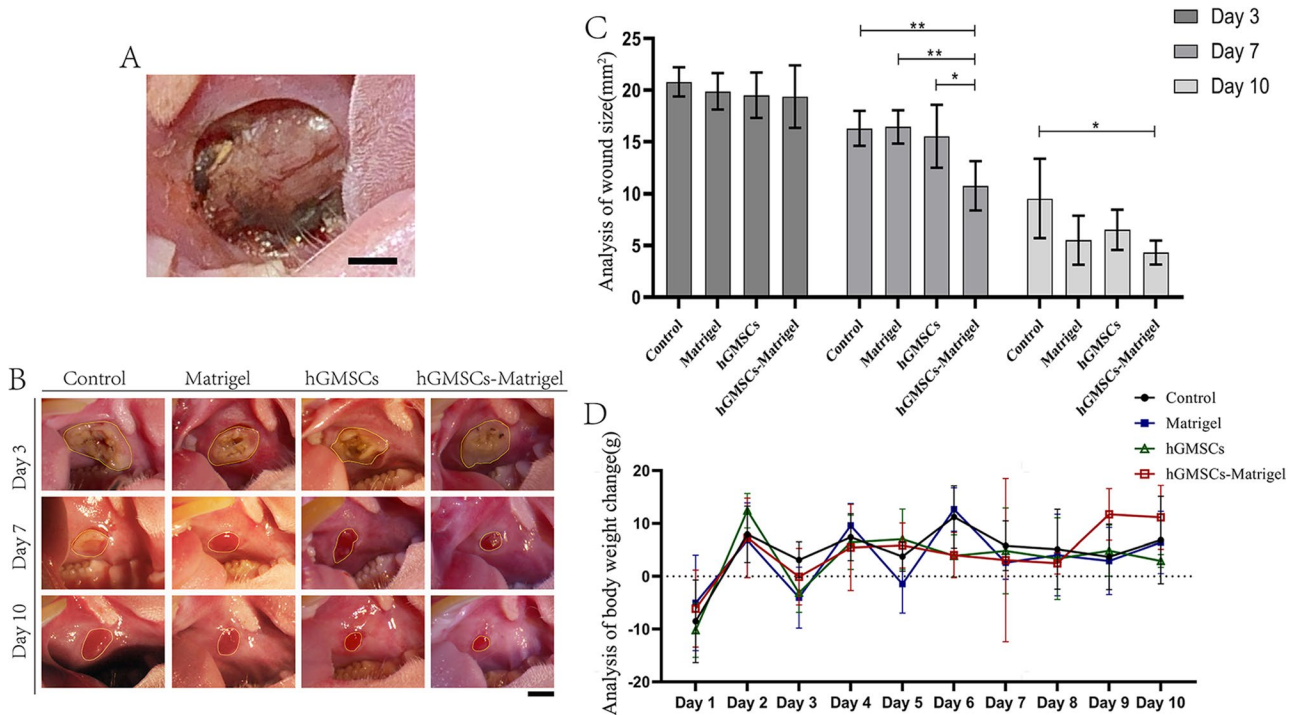 A
B
Control Matrigel hGMSCs hGMSCs-Matrigel
Day 3
Day 7
Day 10
C
Day 3
Day 7
Day 10
Analysis of wound size(mm²)
25
20
15
10
5
0
** 
**
*
*
Control Matrigel hGMSCs hGMSCs-Matrigel Control Matrigel hGMSCs hGMSCs-Matrigel Control Matrigel hGMSCs hGMSCs-Matrigel
D
Control
Matrigel
hGMSCs
hGMSCs-Matrigel
Analysis of body weight change(g)
20
10
0
-10
-20
Day 1 Day 2 Day 3 Day 4 Day 5 Day 6 Day 7 Day 8 Day 9 Day 10